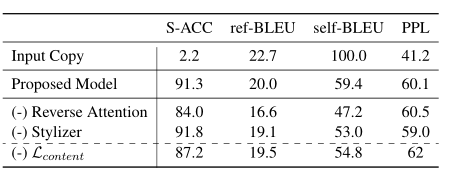 S-ACC ref-BLEU self-BLEU PPL
Input Copy 2.2 22.7 100.0 41.2
Proposed Model 91.3 20.0 59.4 60.1
(-) Reverse Attention 84.0 16.6 47.2 60.5
(-) Stylizer 91.8 19.1 53.0 59.0
(-) ℒcontent 87.2 19.5 54.8 62